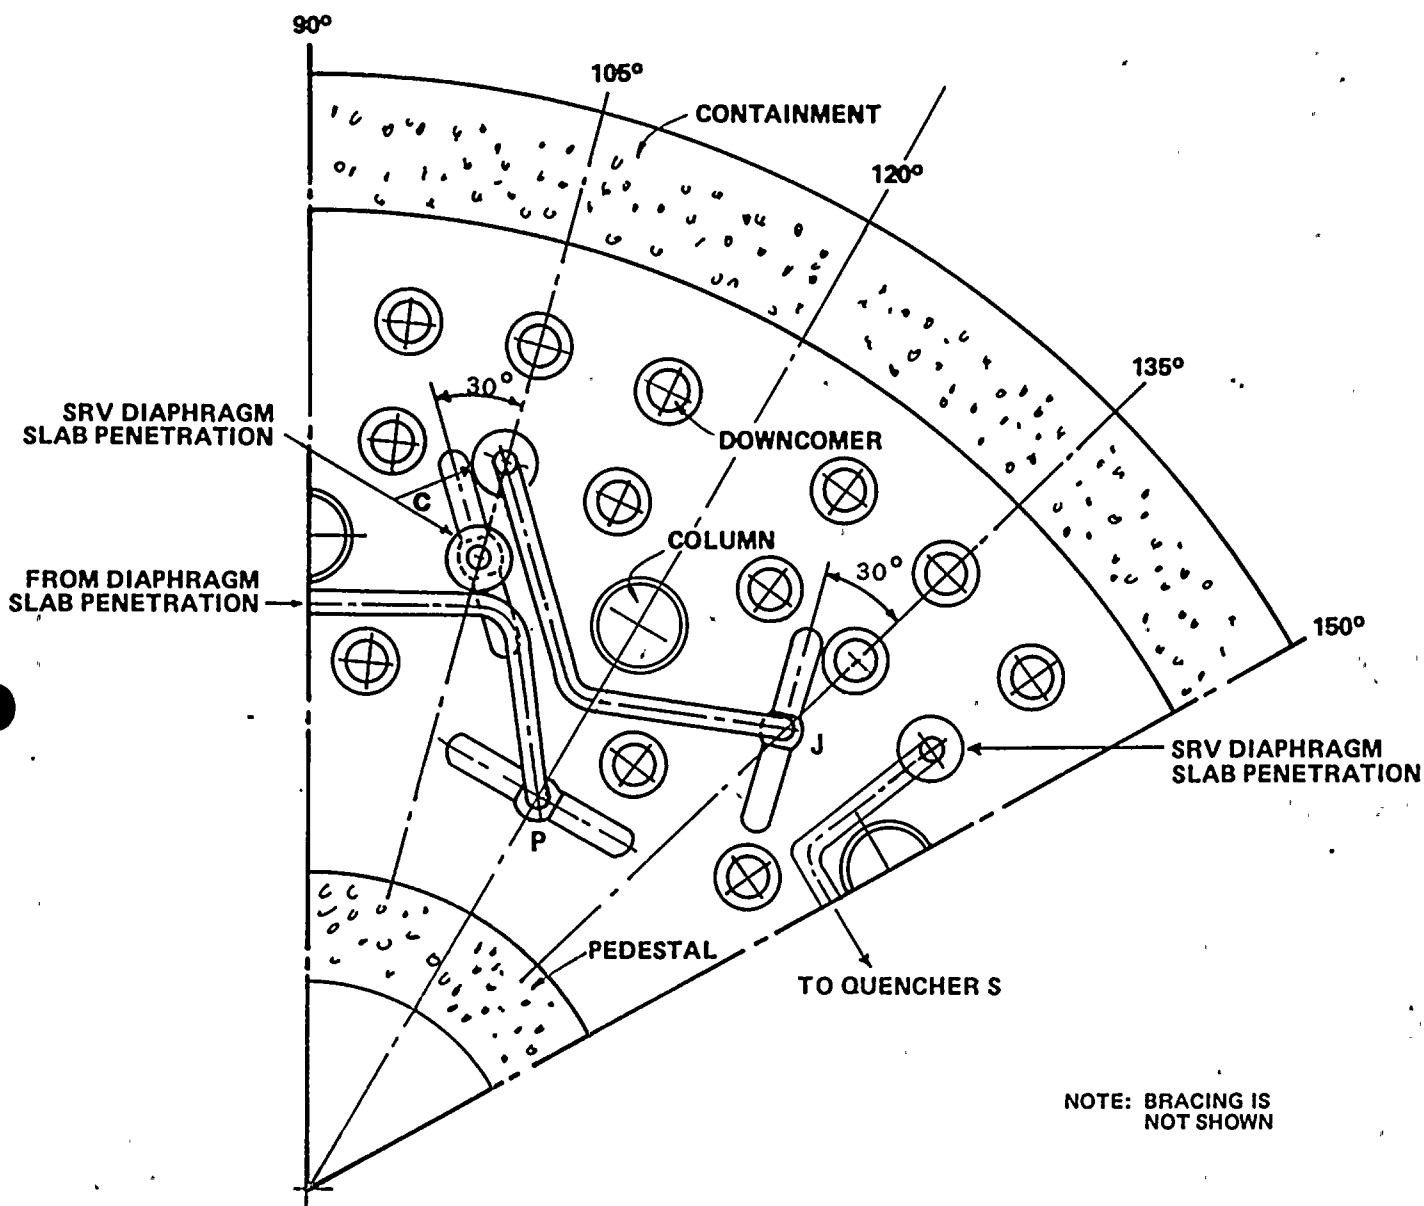 90°
105°
CONTAINMENT
120°
135°
30°
SRV DIAPHRAGM
SLAB PENETRATION
DOWNCOMER
C
COLUMN
30°
FROM DIAPHRAGM
SLAB PENETRATION
150°
J
SRV DIAPHRAGM
SLAB PENETRATION
P
PEDESTAL
TO QUENCHER S
NOTE: BRACING IS
NOT SHOWN